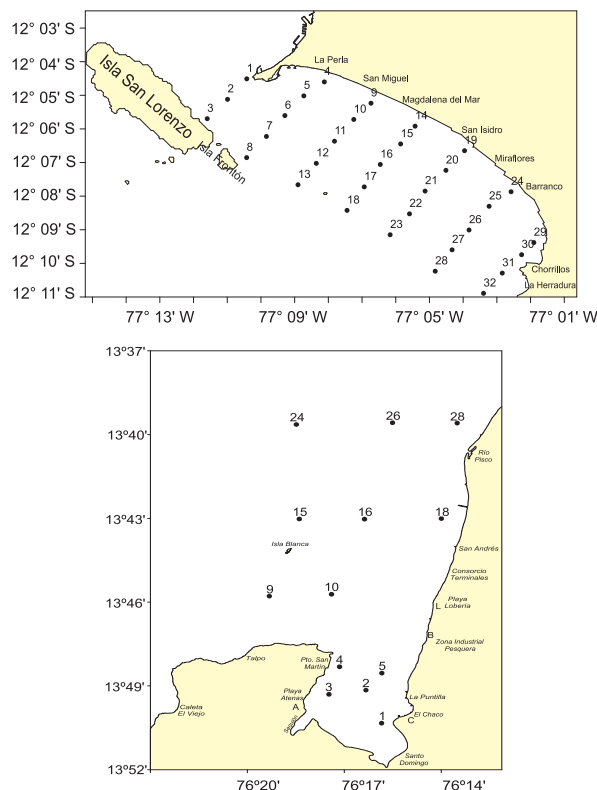 12° 03' S
12° 04' S
12° 05' S
12° 06' S
12° 07' S
12° 08' S
12° 09' S
12° 10' S
12° 11' S
77° 13' W
77° 09' W
77° 05' W
77° 01' W
Isla San Lorenzo
Isla Frontón
La Perla
San Miguel
Magdalena del Mar
San Isidro
Miraflores
Barranco
Chorrillos
La Herradura
1
2
3
4
5
6
7
8
9
10
11
12
13
14
15
16
17
18
19
20
21
22
23
24
25
26
27
28
29
30
31
32
13°37'
13°40'
13°43'
13°46'
13°49'
13°52'
76°20'
76°17'
76°14'
24
26
28
Río
Pisco
15
16
18
Isla Blanca
San Andrés
Consorcio
Terminales
9
10
Playa
Lobería
L
B
Zona Industrial
Pesquera
Talpo
Pto. San
Martín
4
5
3
2
Playa
Atenas
A
La Puntilla
Caleta
El Viejo
El Chaco
C
1
Santo
Domingo